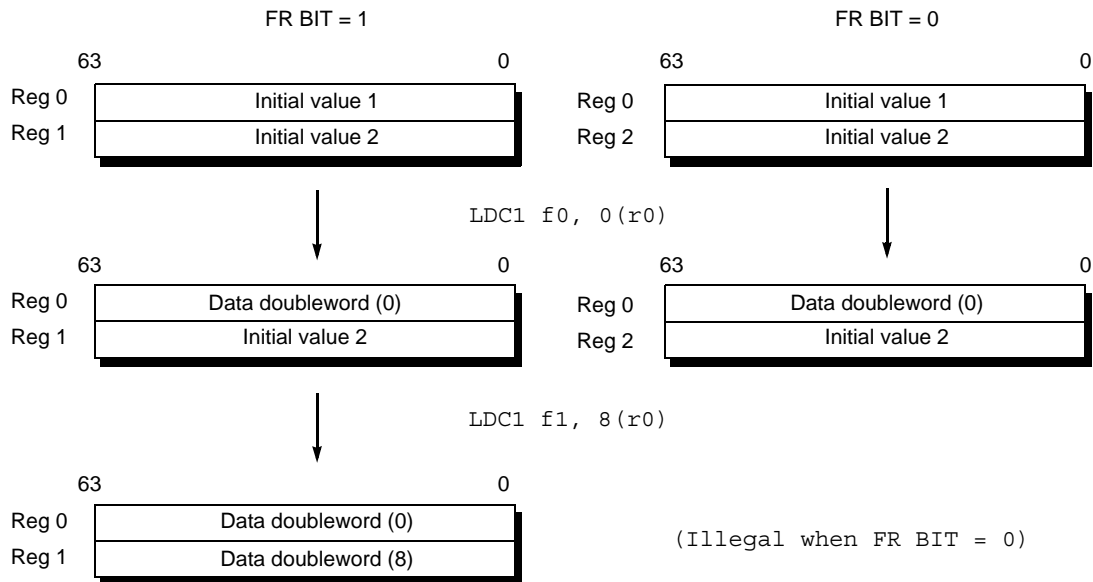 FR BIT = 1
FR BIT = 0
63 0
63 0
Reg 0 Initial value 1
Reg 1 Initial value 2
Reg 0 Initial value 1
Reg 2 Initial value 2
LDC1 f0, 0(r0)
63 0
63 0
Reg 0 Data doubleword (0)
Reg 1 Initial value 2
Reg 0 Data doubleword (0)
Reg 2 Initial value 2
LDC1 f1, 8(r0)
63 0
Reg 0 Data doubleword (0)
Reg 1 Data doubleword (8)
(Illegal when FR BIT = 0)